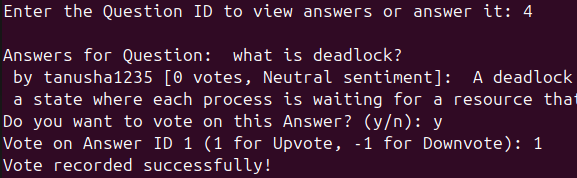 Enter the Question ID to view answers or answer it: 4
Answers for Question:  what is deadlock?
 by tanusha1235 [0 votes, Neutral sentiment]:  A deadlock
 a state where each process is waiting for a resource that
Do you want to vote on this Answer? (y/n): y
Vote on Answer ID 1 (1 for Upvote, -1 for Downvote): 1
Vote recorded successfully!